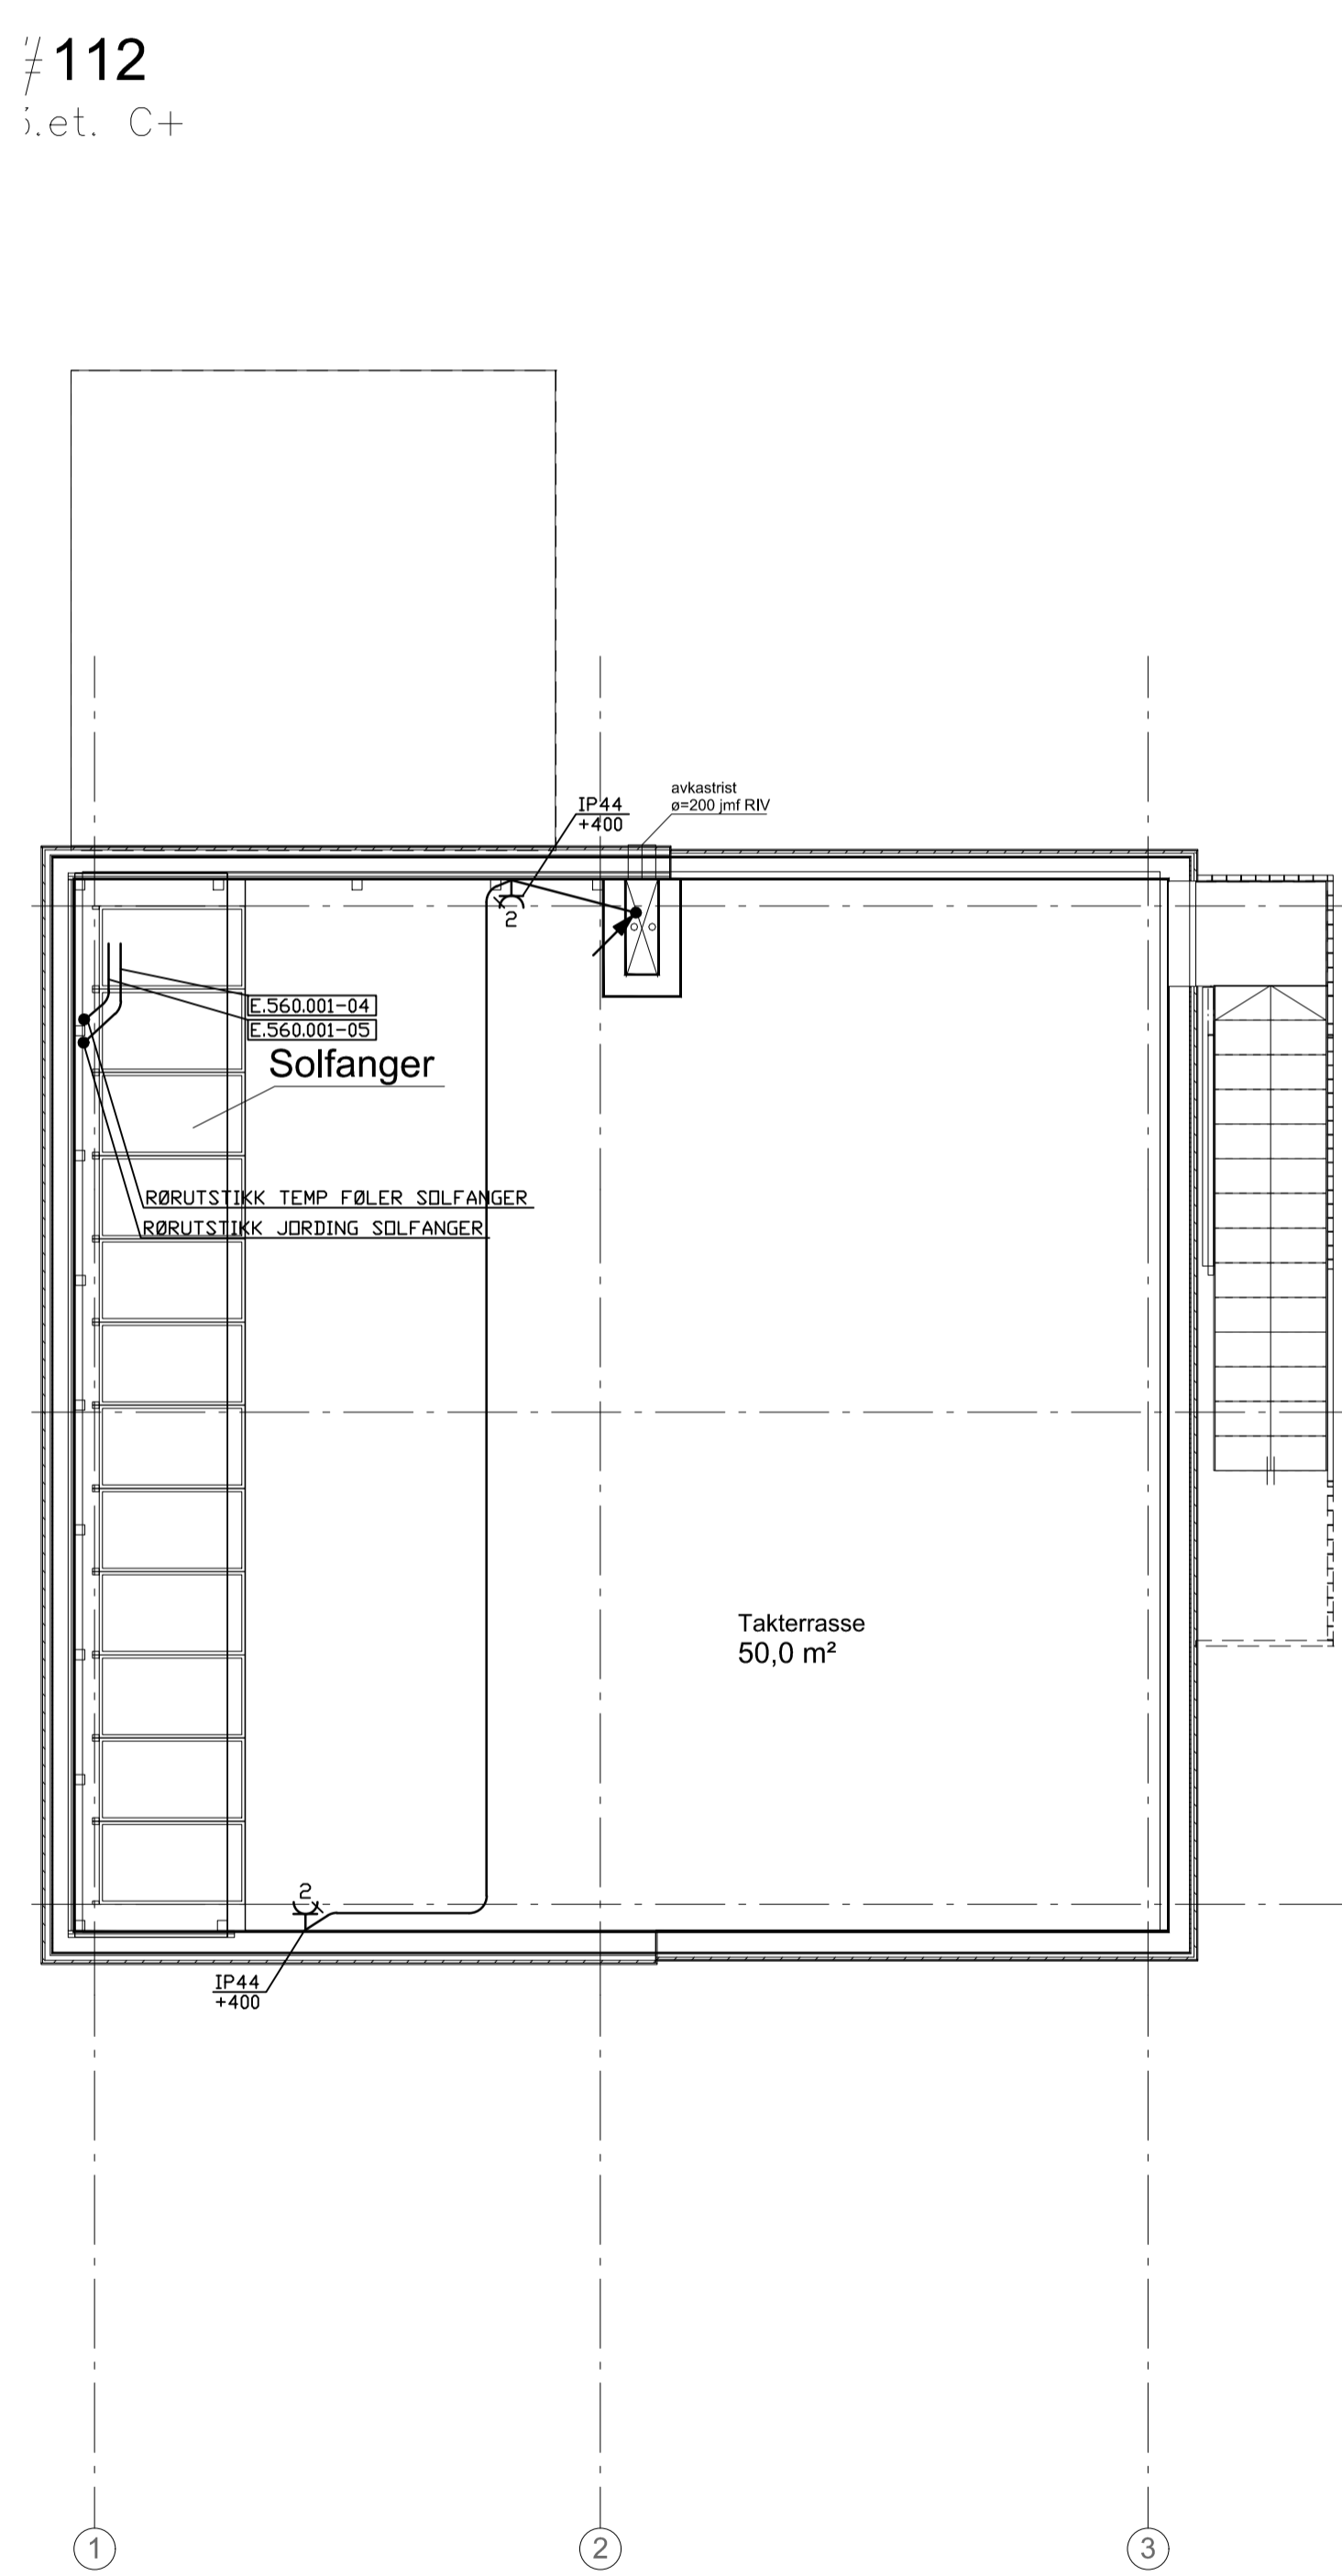 #112
.et. C+
avkastrist
ø=200 jmf RIV
IP44
+400
2
E.560.001-04
E.560.001-05
Solfanger
RØRUTSTIKK TEMP FØLER SOLFANGER
RØRUTSTIKK JORDING SOLFANGER
Takterrasse
50,0 m²
2
IP44
+400
1
2
3